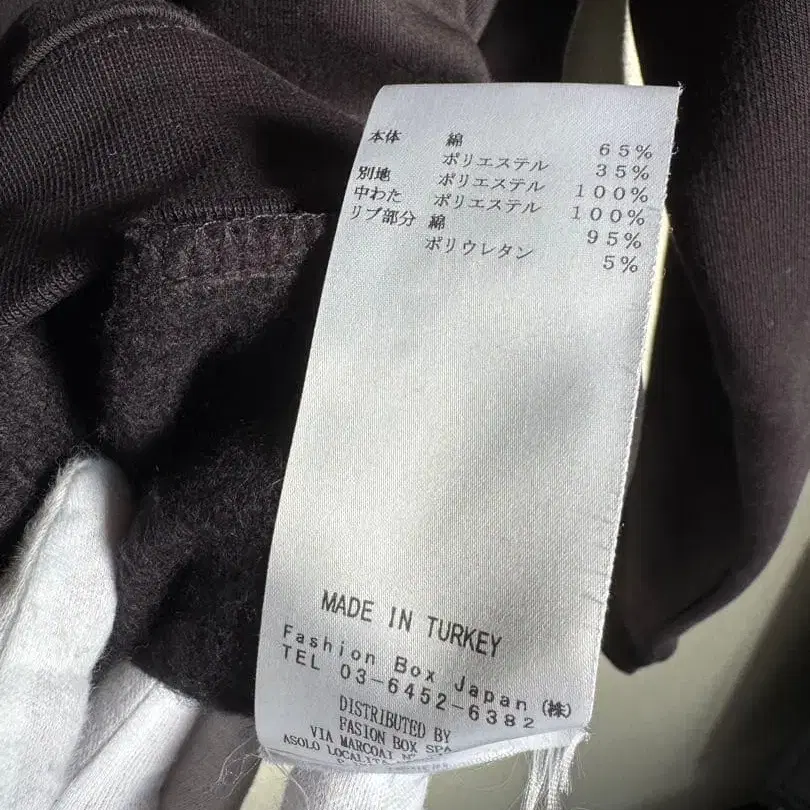 本体 綿 65%
ポリエステル 35%
別地 ポリエステル 100%
中わた ポリエステル 100%
リブ部分 綿 95%
ポリウレタン 5%
MADE IN TURKEY
Fashion Box Japan (株)
TEL 03-6452-6382
DISTRIBUTED BY
FASION BOX SPA
VIA MARCOAI
ASOLO LOCALITA